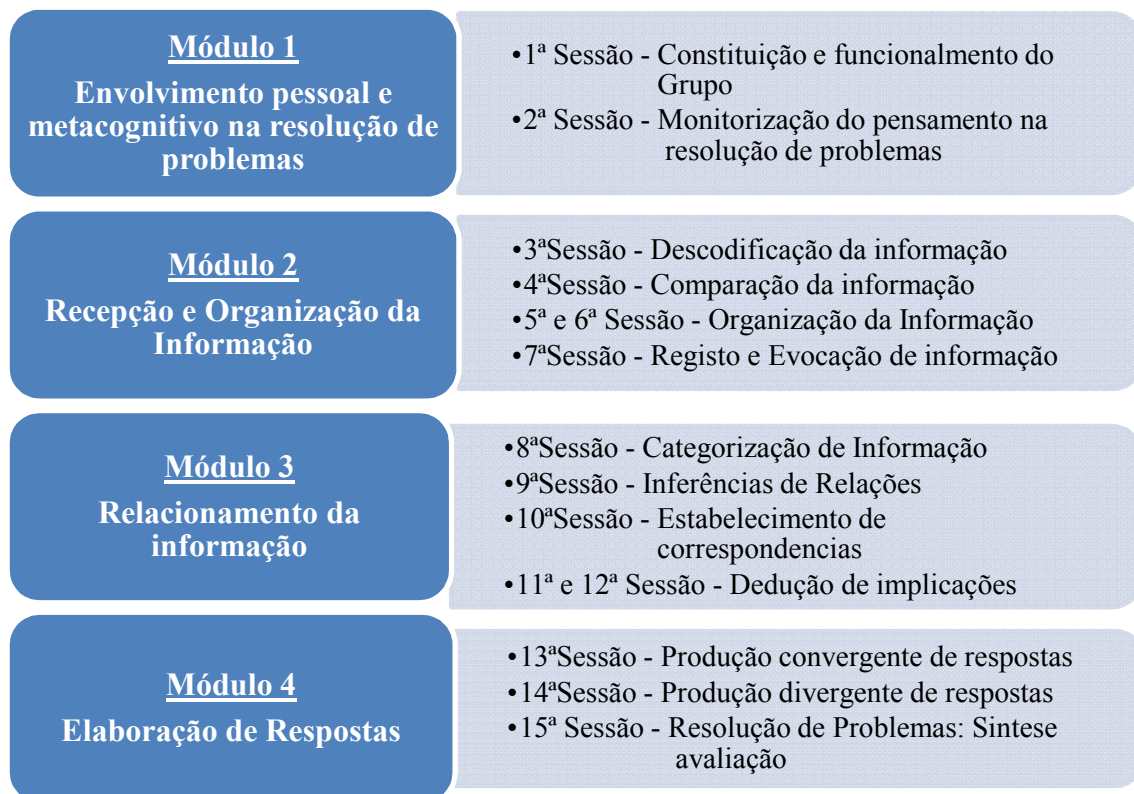 Módulo 1
Envolvimento pessoal e
metacognitivo na resolução de
problemas
•1ª Sessão - Constituição e funcionalmento do
Grupo
•2ª Sessão - Monitorização do pensamento na
resolução de problemas
Módulo 2
Recepção e Organização da
Informação
•3ªSessão - Descodificação da informação
•4ªSessão - Comparação da informação
•5ª e 6ª Sessão - Organização da Informação
•7ªSessão - Registo e Evocação de informação
Módulo 3
Relacionamento da
informação
•8ªSessão - Categorização de Informação
•9ªSessão - Inferências de Relações
•10ªSessão - Estabelecimento de
correspondencias
•11ª e 12ª Sessão - Dedução de implicações
Módulo 4
Elaboração de Respostas
•13ªSessão - Produção convergente de respostas
•14ªSessão - Produção divergente de respostas
•15ª Sessão - Resolução de Problemas: Sintese
avaliação